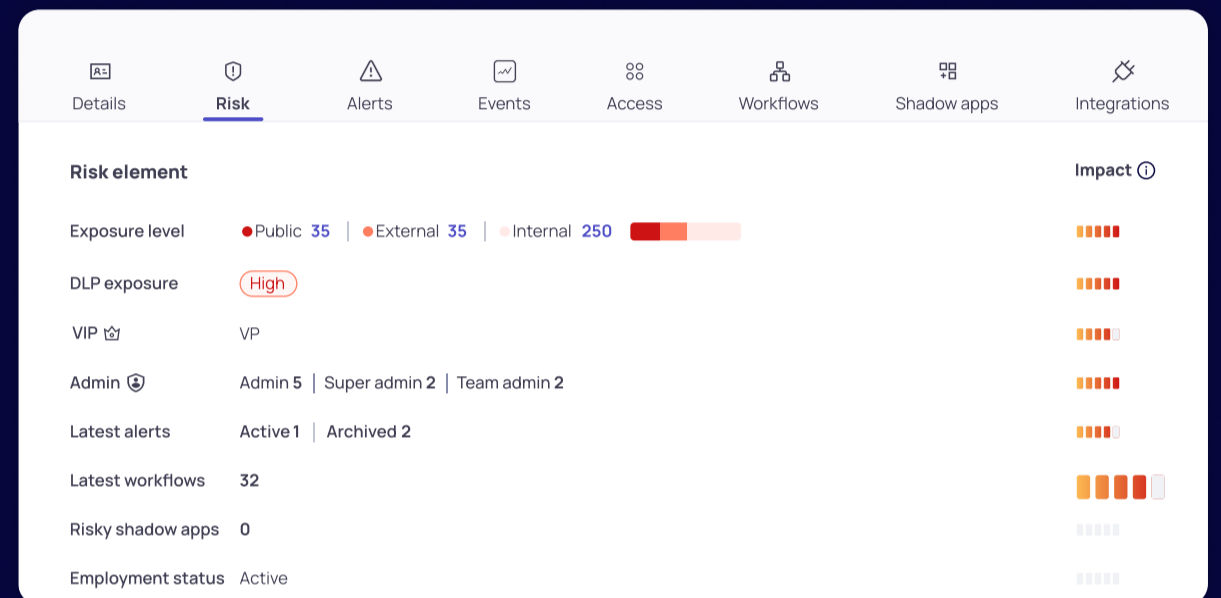 Details Risk Alerts Events Access Workflows Shadow apps Integrations
Risk element Impact
Exposure level Public 35 External 35 Internal 250
DLP exposure High
VIP VP
Admin Admin 5 Super admin 2 Team admin 2
Latest alerts Active 1 Archived 2
Latest workflows 32
Risky shadow apps 0
Employment status Active